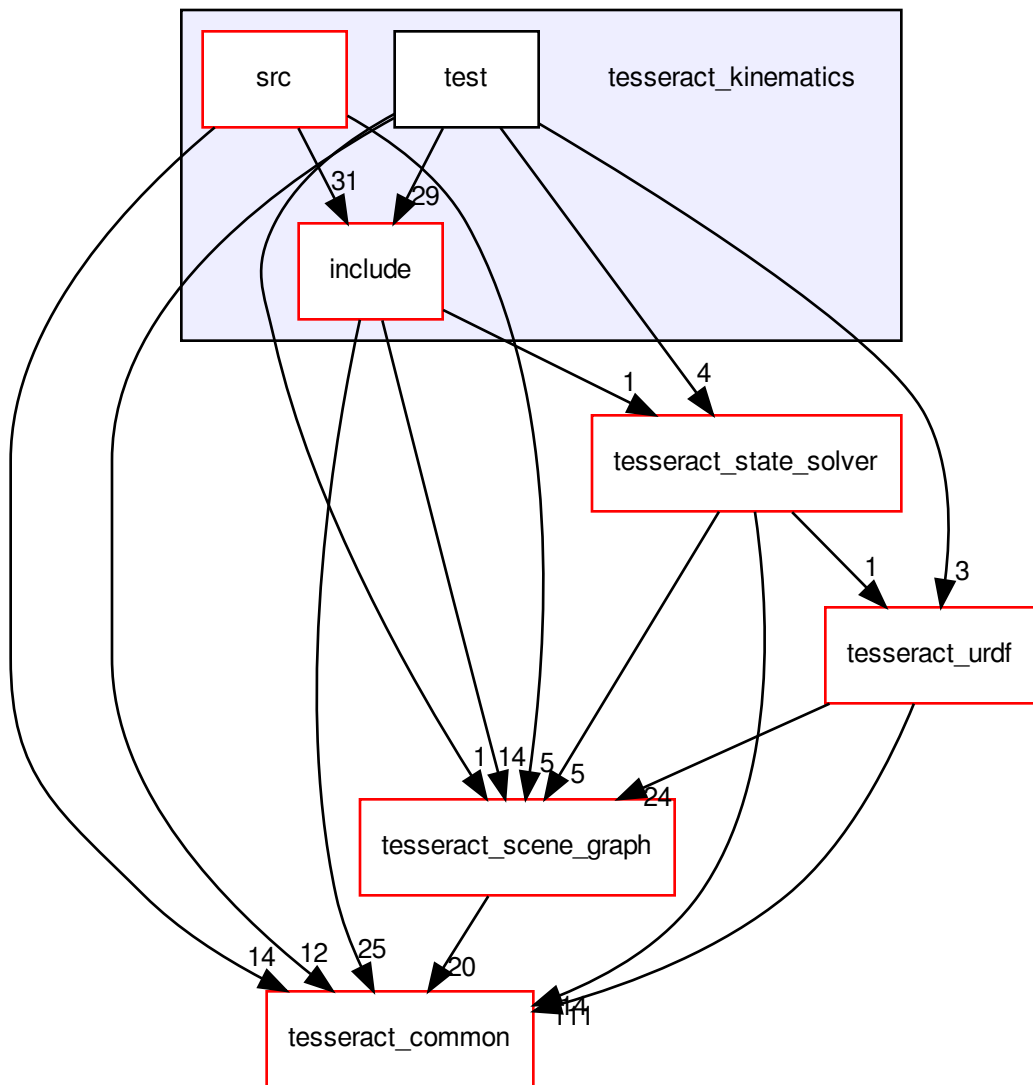 src
test
tesseract_kinematics
31
29
include
1
4
tesseract_state_solver
1
3
tesseract_urdf
1
14
5
5
24
tesseract_scene_graph
14
12
25
20
14
111
tesseract_common